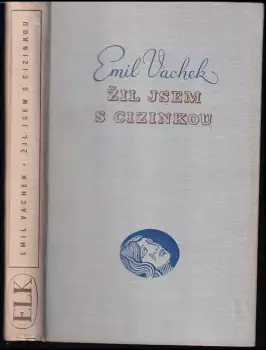 Emil Vachek
ŽIL JSEM
S CIZINKOU
EMIL VACHEK • ŽIL JSEM S CIZINKOU
ELK